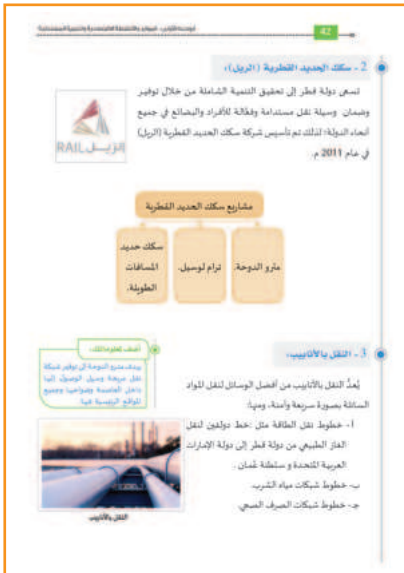 42
الوحدة الأولى - الموارد والأنشطة الاقتصادية والتنمية المستدامة
2 - سكك الحديد القطرية (الريل):
تسعى دولة قطر إلى تحقيق التنمية الشاملة من خلال توفير
وضمان وسيلة نقل مستدامة وفعّالة للأفراد والبضائع في جميع
أنحاء الدولة؛ لذلك تم تأسيس شركة سكك الحديد القطرية (الريل)
في عام 2011 م.
الريل RAIL
مشاريع سكك الحديد القطرية
مترو الدوحة.
ترام لوسيل.
سكك حديد
المسافات
الطويلة.
3 - النقل بالأنابيب:
يُعدُّ النقل بالأنابيب من أفضل الوسائل لنقل المواد
السائلة بصورة سريعة وآمنة، ومنها:
أ- خطوط نقل الطاقة مثل :خط دولفين لنقل
الغاز الطبيعي من دولة قطر إلى دولة الإمارات
العربية المتحدة و سلطنة عُمان .
ب- خطوط شبكات مياه الشرب.
جـ- خطوط شبكات الصرف الصحي.
أضف لمعلوماتك:
يهدف مترو الدوحة إلى توفير شبكة
نقل سريعة وسهل الوصول إليها
داخل العاصمة وضواحيها وجميع
المواقع الرئيسية فيها.
النقل بالأنابيب